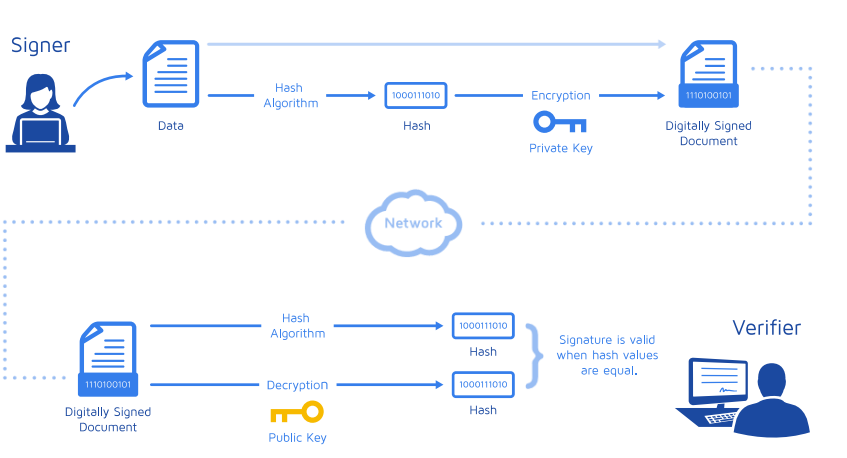 Signer
Hash
Algorithm
1000111010
Encryption
1110100101
Data
Hash
Private Key
Digitally Signed
Document
Network
Hash
Algorithm
1000111010
Hash
Signature is valid
when hash values
are equal.
Verifier
1110100101
Decryption
1000111010
Hash
Digitally Signed
Document
Public Key